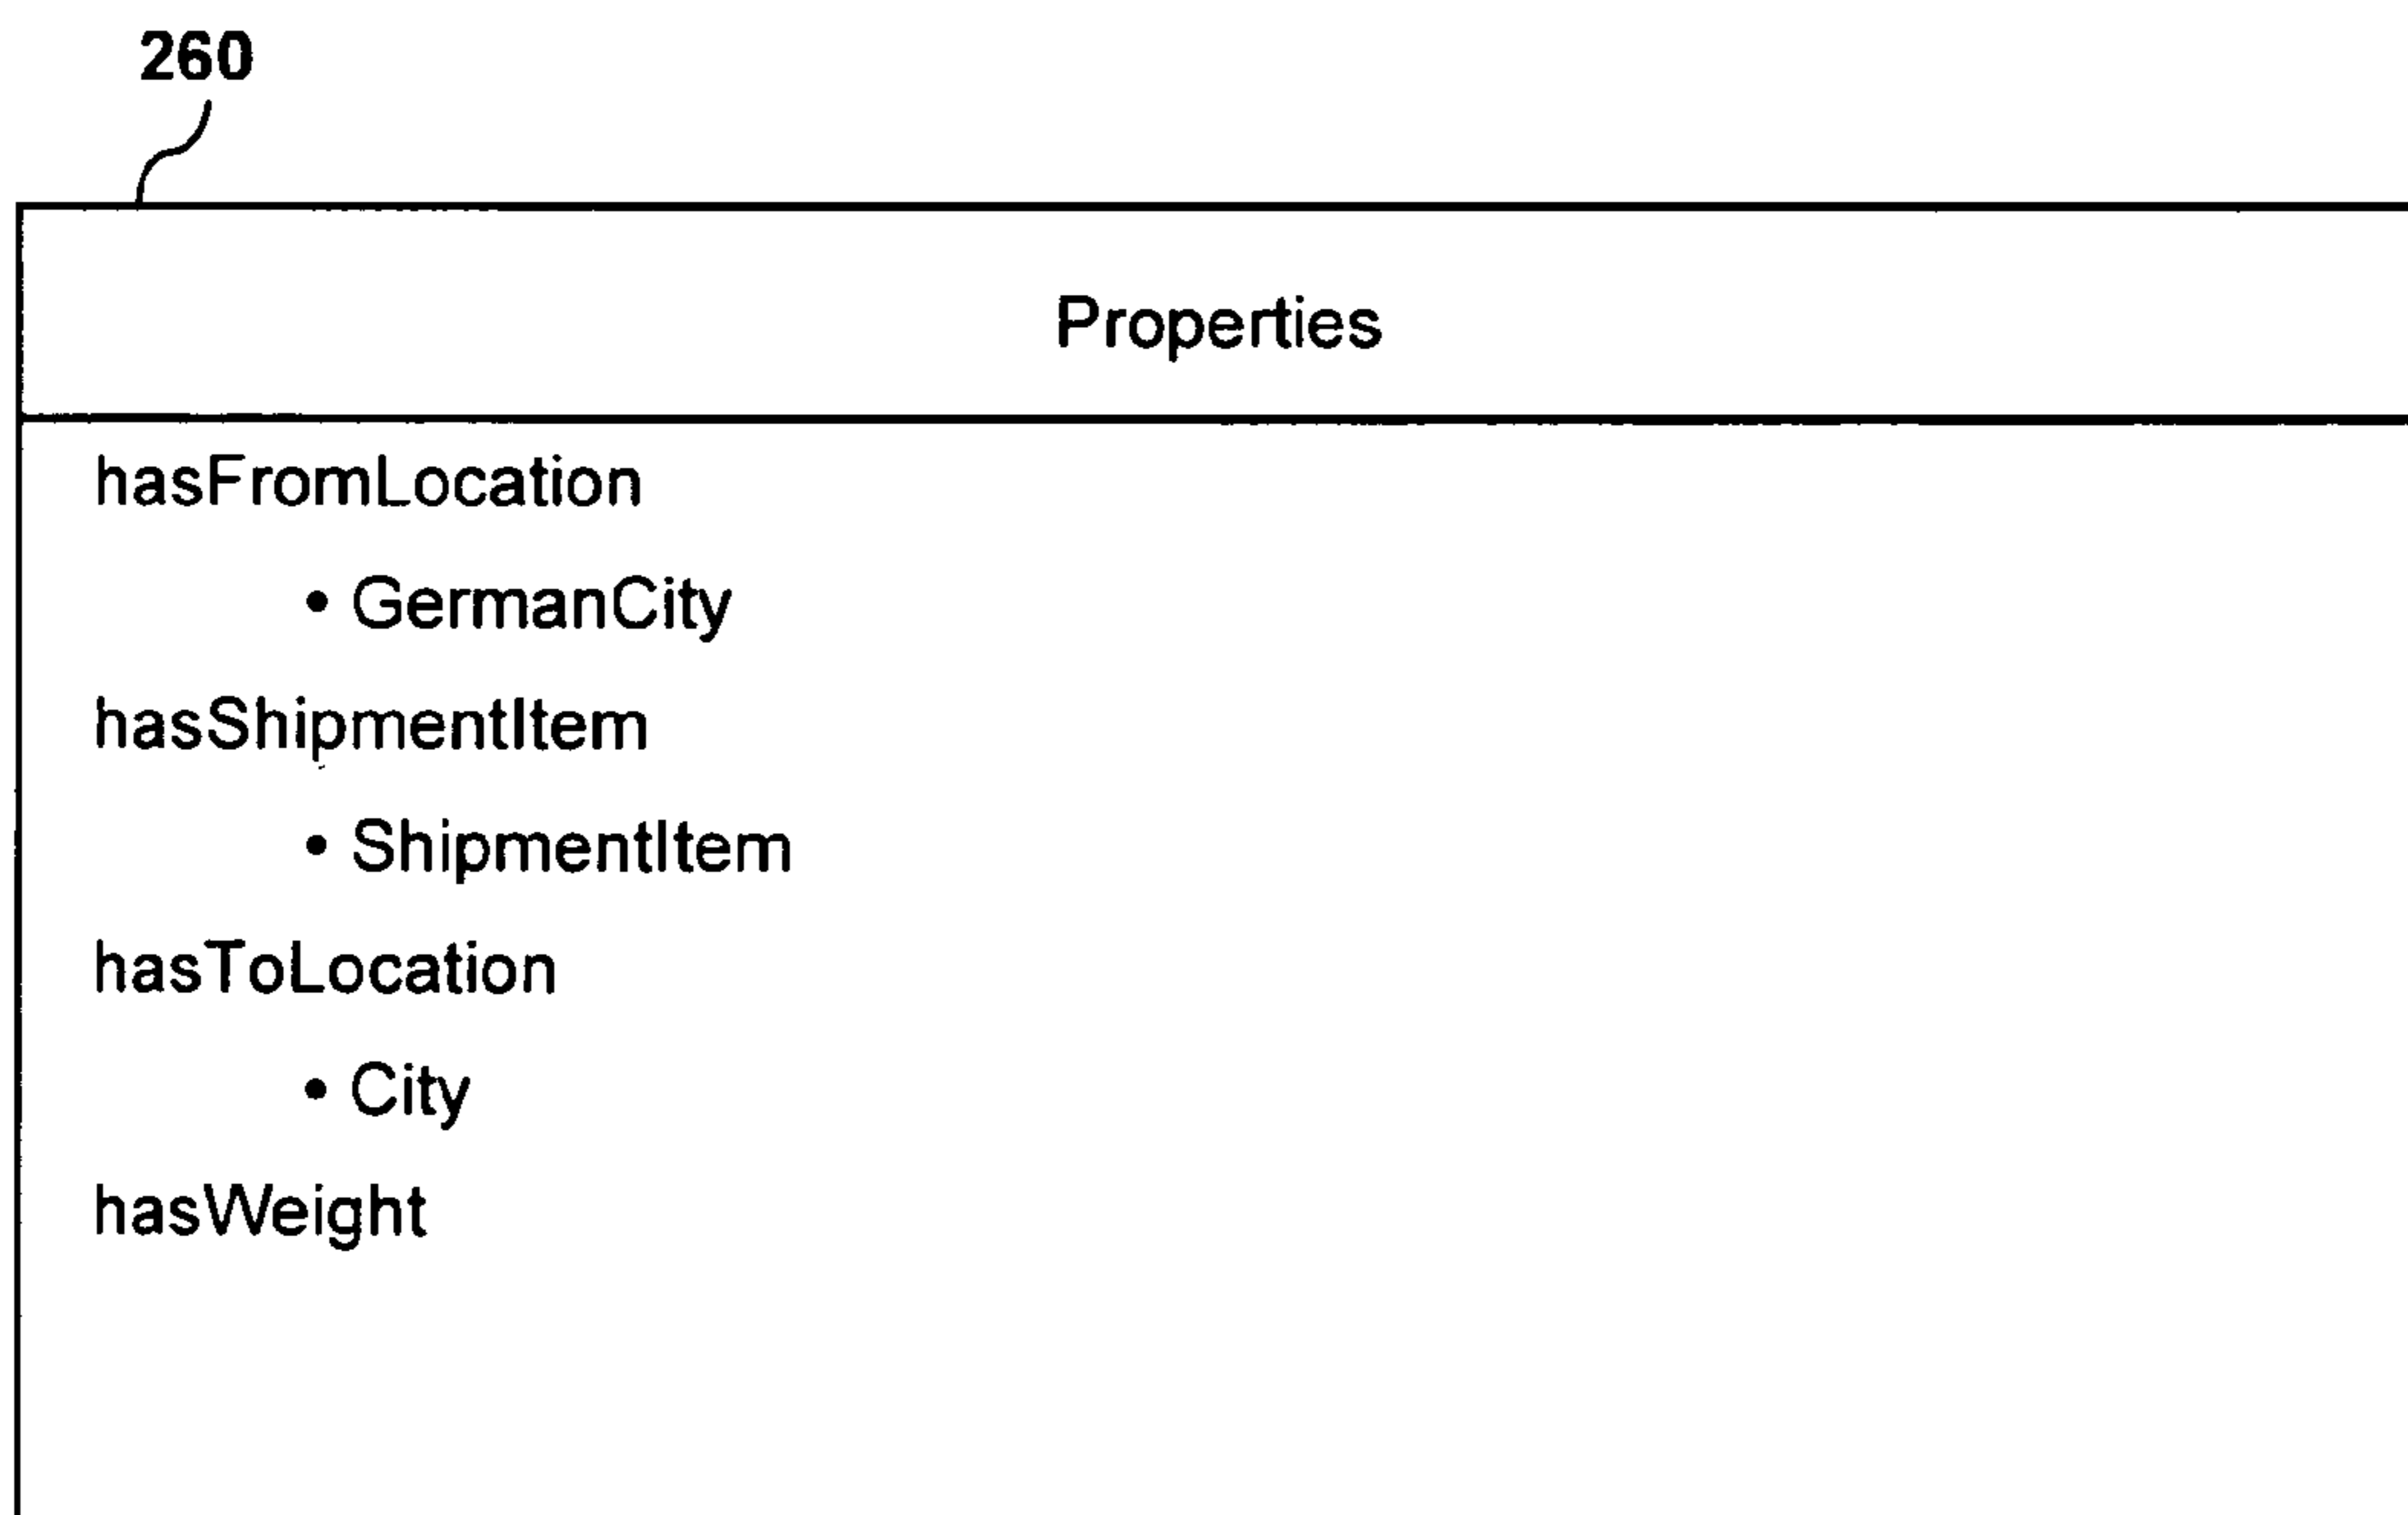 260
Properties
hasFromLocation
• GermanCity
hasShipmentItem
• ShipmentItem
hasToLocation
• City
hasWeight